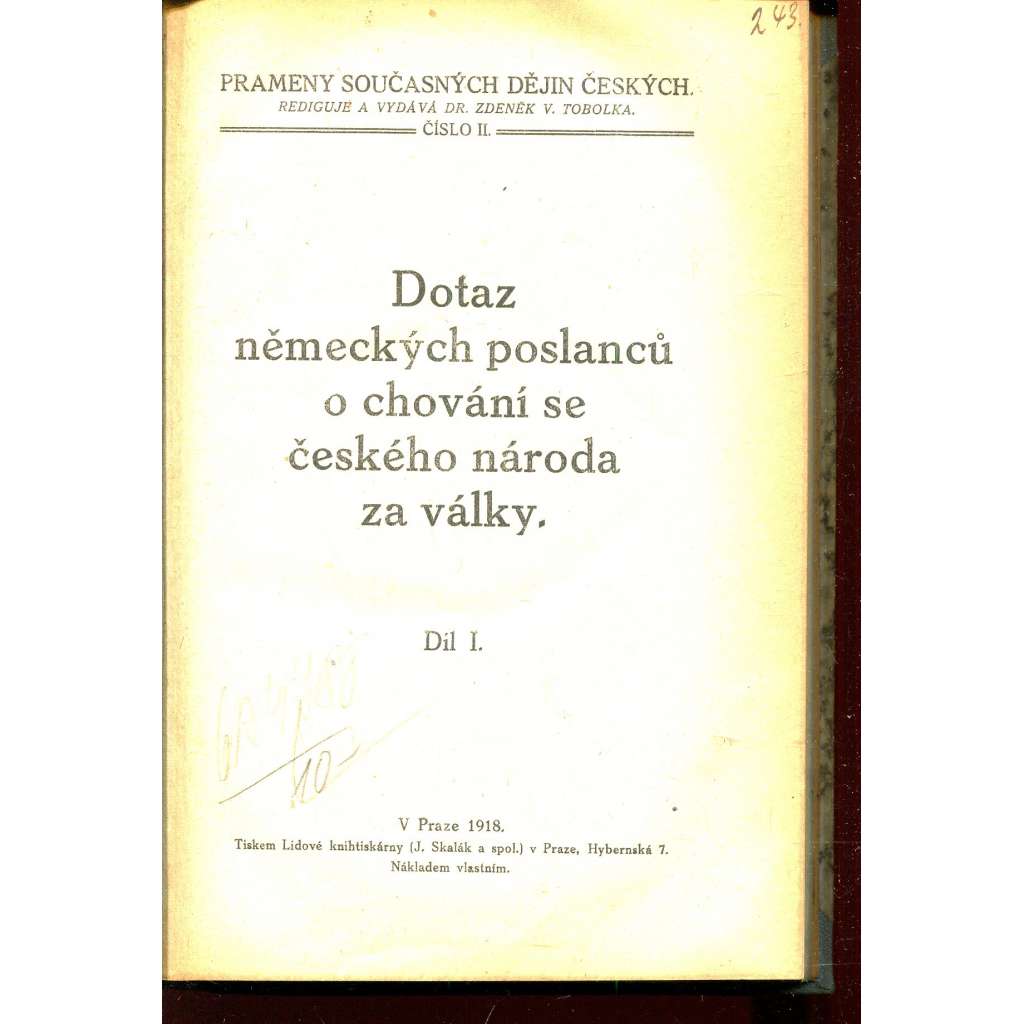 243.
PRAMENY SOUČASNÝCH DĚJIN ČESKÝCH.
REDIGUJE A VYDÁVÁ DR. ZDENĚK V. TOBOLKA.
ČÍSLO II.
Dotaz
německých poslanců
o chování se
českého národa
za války.
Díl I.
10-
V Praze 1918.
Tiskem Lidové knihtiskárny (J. Skalák a spol.) v Praze, Hybernská 7.
Nákladem vlastním.